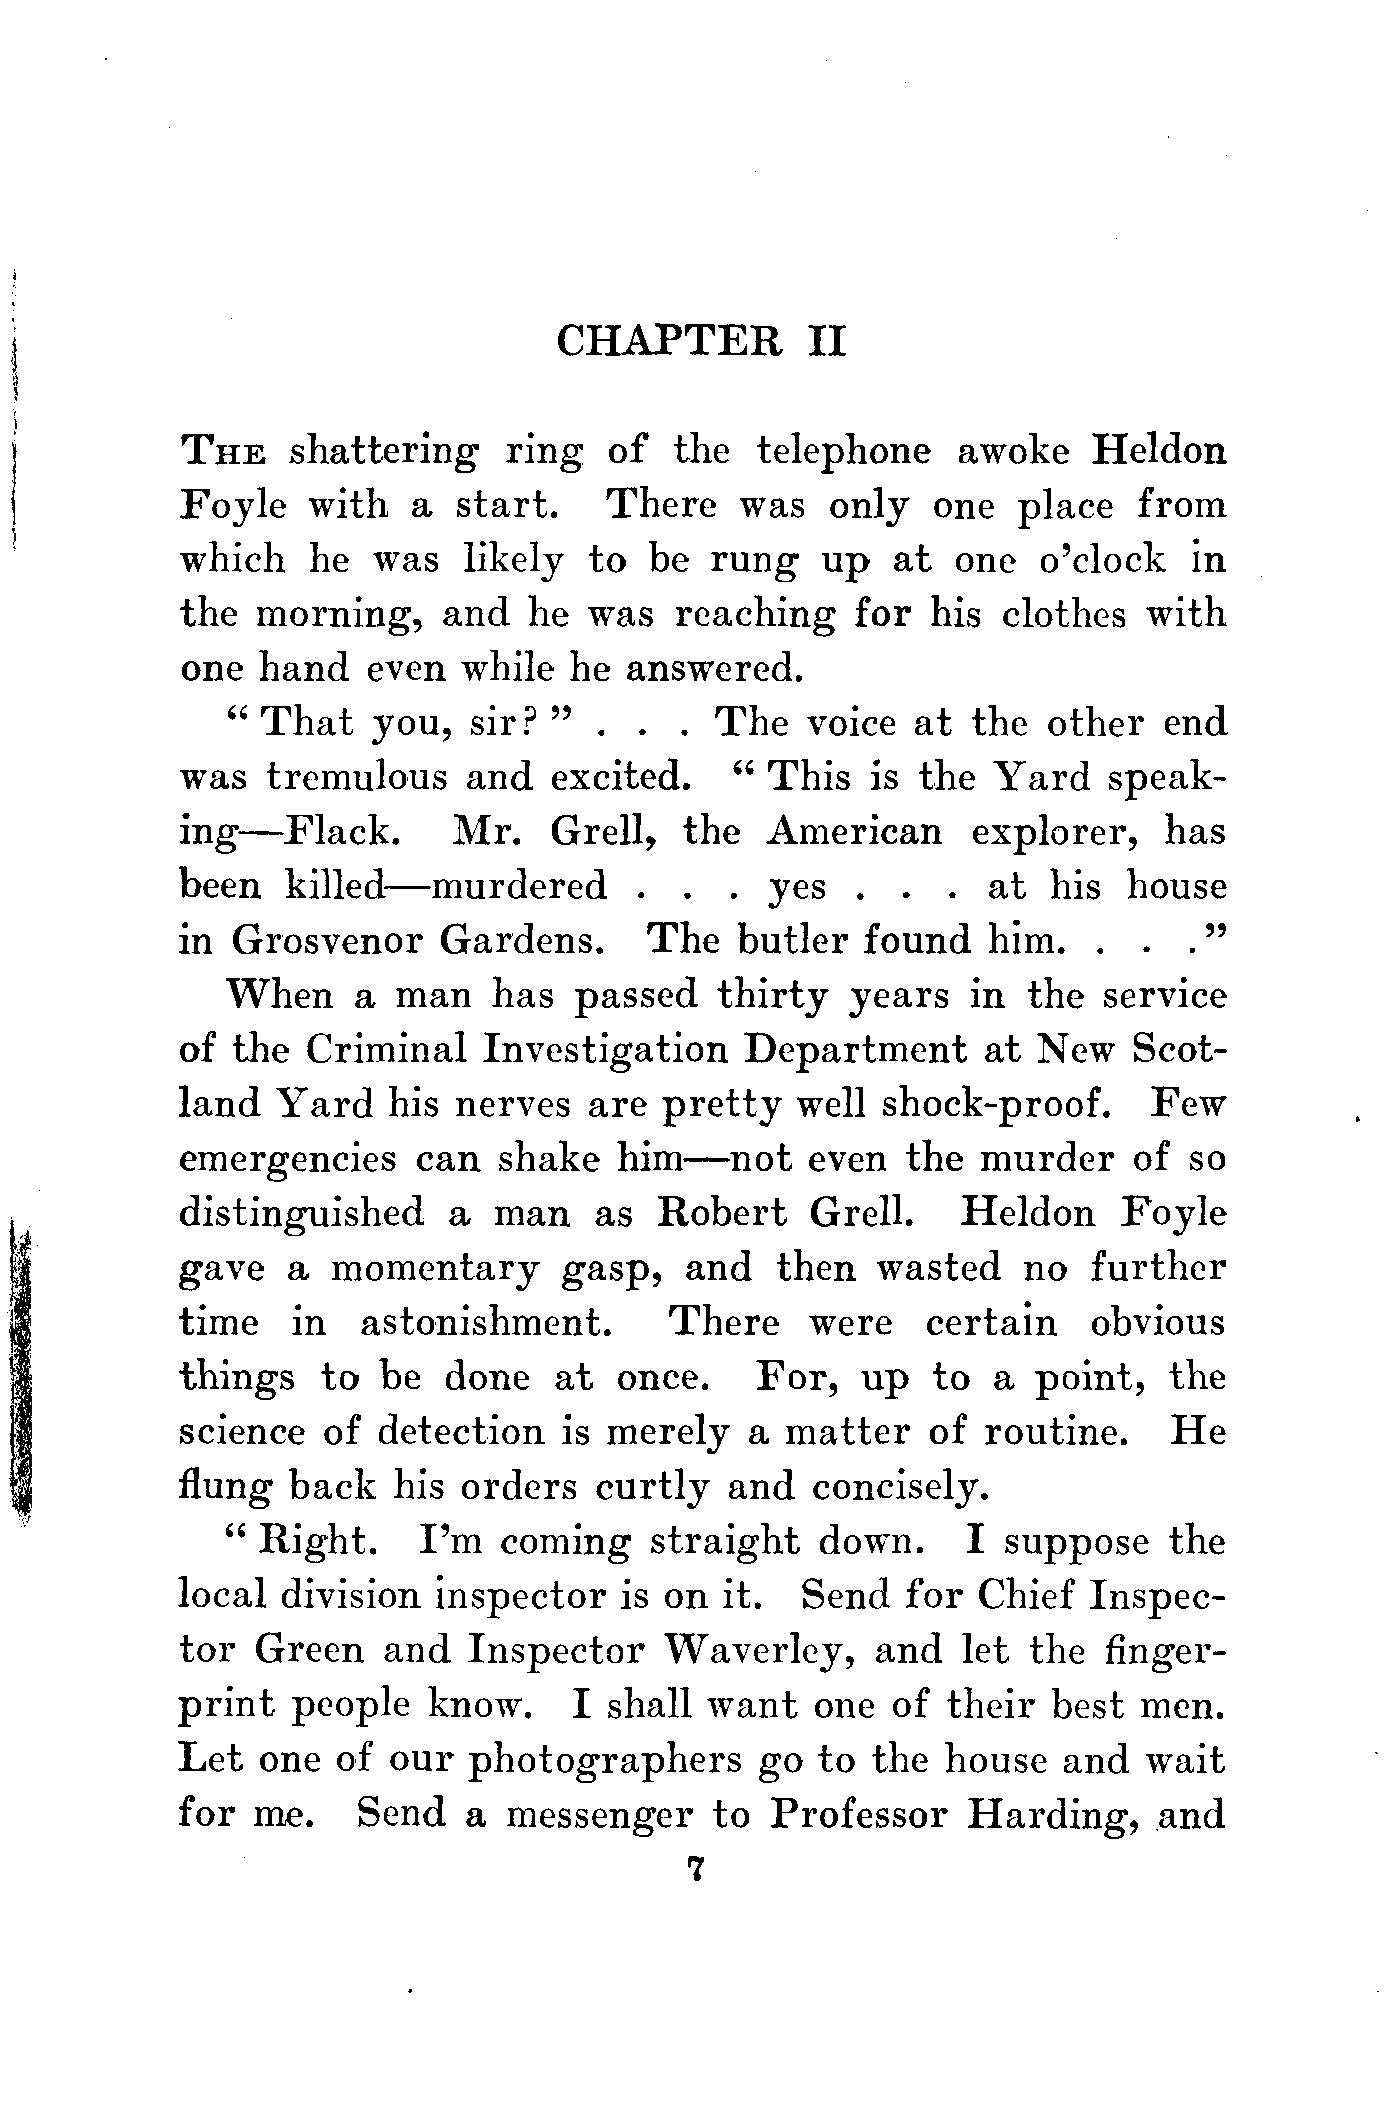 CHAPTER II
THE shattering ring of the telephone awoke Heldon
Foyle with a start. There was only one place from
which he was likely to be rung up at one o'clock in
the morning, and he was reaching for his clothes with
one hand even while he answered.
“ That you, sir? ” . . . The voice at the other end
was tremulous and excited. “ This is the Yard speak-
ing—Flack. Mr. Grell, the American explorer, has
been killed—murdered . . . yes . . . at his house
in Grosvenor Gardens. The butler found him. . . .”
When a man has passed thirty years in the service
of the Criminal Investigation Department at New Scot-
land Yard his nerves are pretty well shock-proof. Few
emergencies can shake him—not even the murder of so
distinguished a man as Robert Grell. Heldon Foyle
gave a momentary gasp, and then wasted no further
time in astonishment. There were certain obvious
things to be done at once. For, up to a point, the
science of detection is merely a matter of routine. He
flung back his orders curtly and concisely.
“ Right. I'm coming straight down. I suppose the
local division inspector is on it. Send for Chief Inspec-
tor Green and Inspector Waverley, and let the finger-
print people know. I shall want one of their best men.
Let one of our photographers go to the house and wait
for me. Send a messenger to Professor Harding, and
7